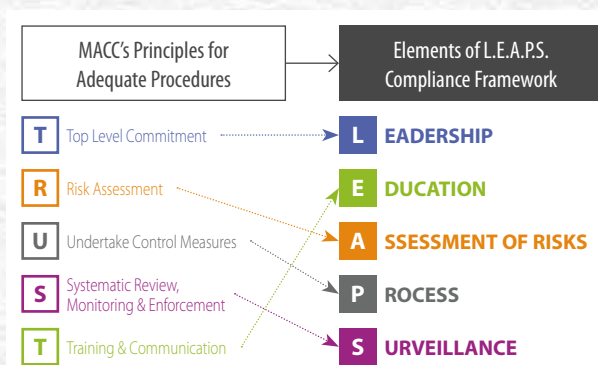 MACC's Principles for
Adequate Procedures
Elements of L.E.A.P.S.
Compliance Framework
T Top Level Commitment
L EADERSHIP
R Risk Assessment
E DUCATION
U Undertake Control Measures
A SSESSMENT OF RISKS
S Systematic Review,
Monitoring & Enforcement
P ROCESS
T Training & Communication
S URVEILLANCE